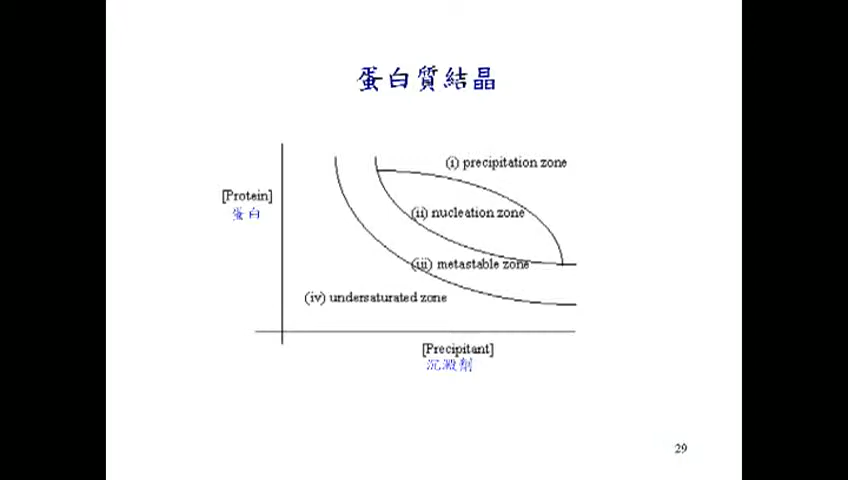 蛋白質結晶
(i) precipitation zone
[Protein]
蛋白
(ii) nucleation zone
(iii) metastable zone
(iv) undersaturated zone
[Precipitant]
沉澱劑
29